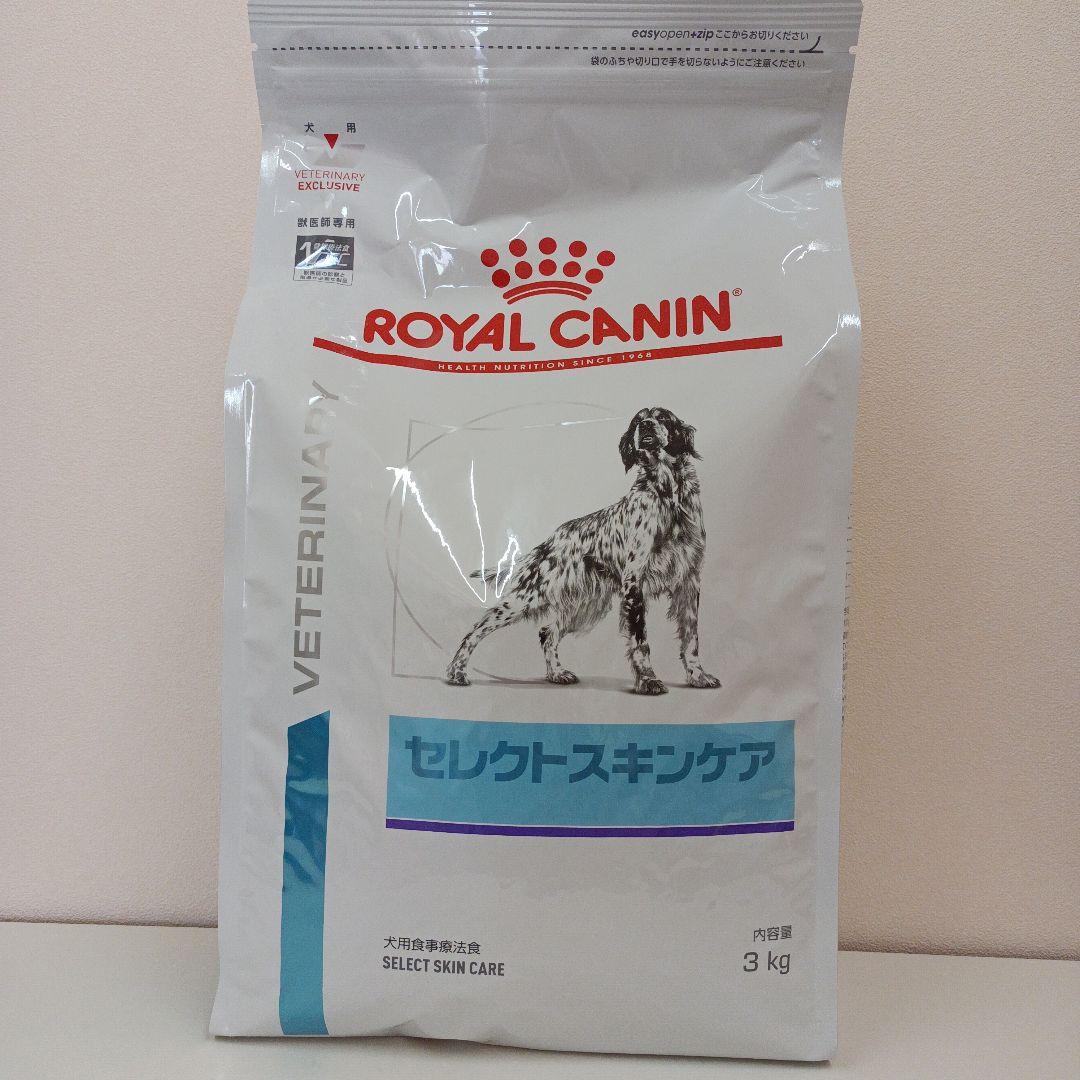 easyopen+zip ここからお切りください
袋のふちや切り口で手を切らないようにご注意ください
犬 用
VETERINARY
EXCLUSIVE
獣医師専用
ROYAL CANIN®
HEALTH NUTRITION SINCE 1968
VETERINARY
セレクトスキンケア
犬用食事療法食
SELECT SKIN CARE
内容量
3 kg